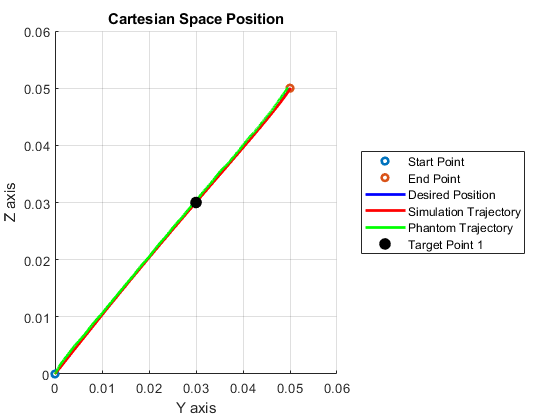 Cartesian Space Position
0.06
0.05
0.04
0.03
0.02
0.01
0
Z axis
0 0.01 0.02 0.03 0.04 0.05 0.06
Y axis
Start Point
End Point
Desired Position
Simulation Trajectory
Phantom Trajectory
Target Point 1